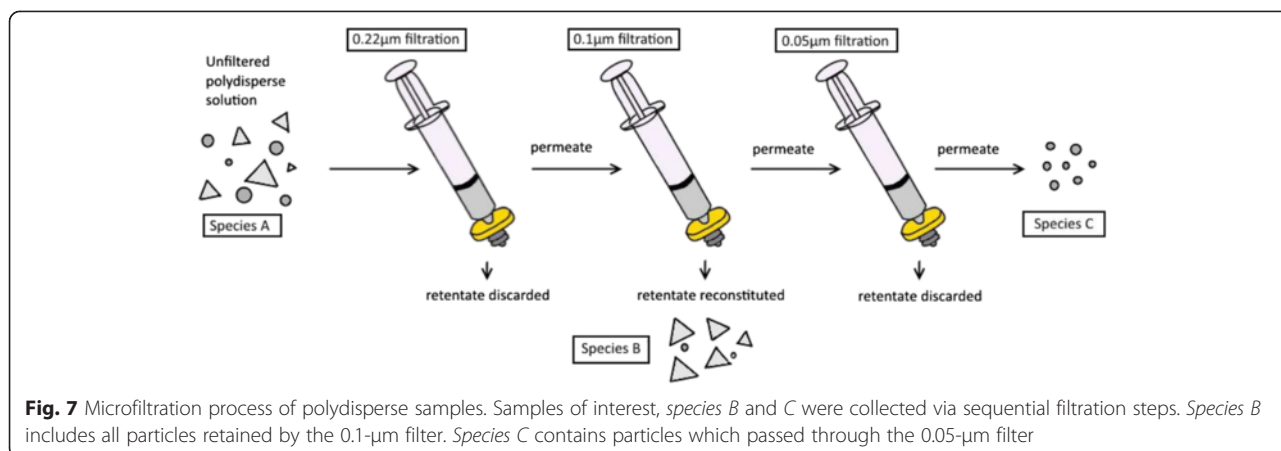 0.22µm filtration
0.1µm filtration
0.05µm filtration
Unfiltered
polydisperse
solution
permeate
permeate
permeate
Species A
Species C
retentate discarded
retentate reconstituted
retentate discarded
Species B
Fig. 7 Microfiltration process of polydisperse samples. Samples of interest, species B and C were collected via sequential filtration steps. Species B
includes all particles retained by the 0.1-μm filter. Species C contains particles which passed through the 0.05-μm filter